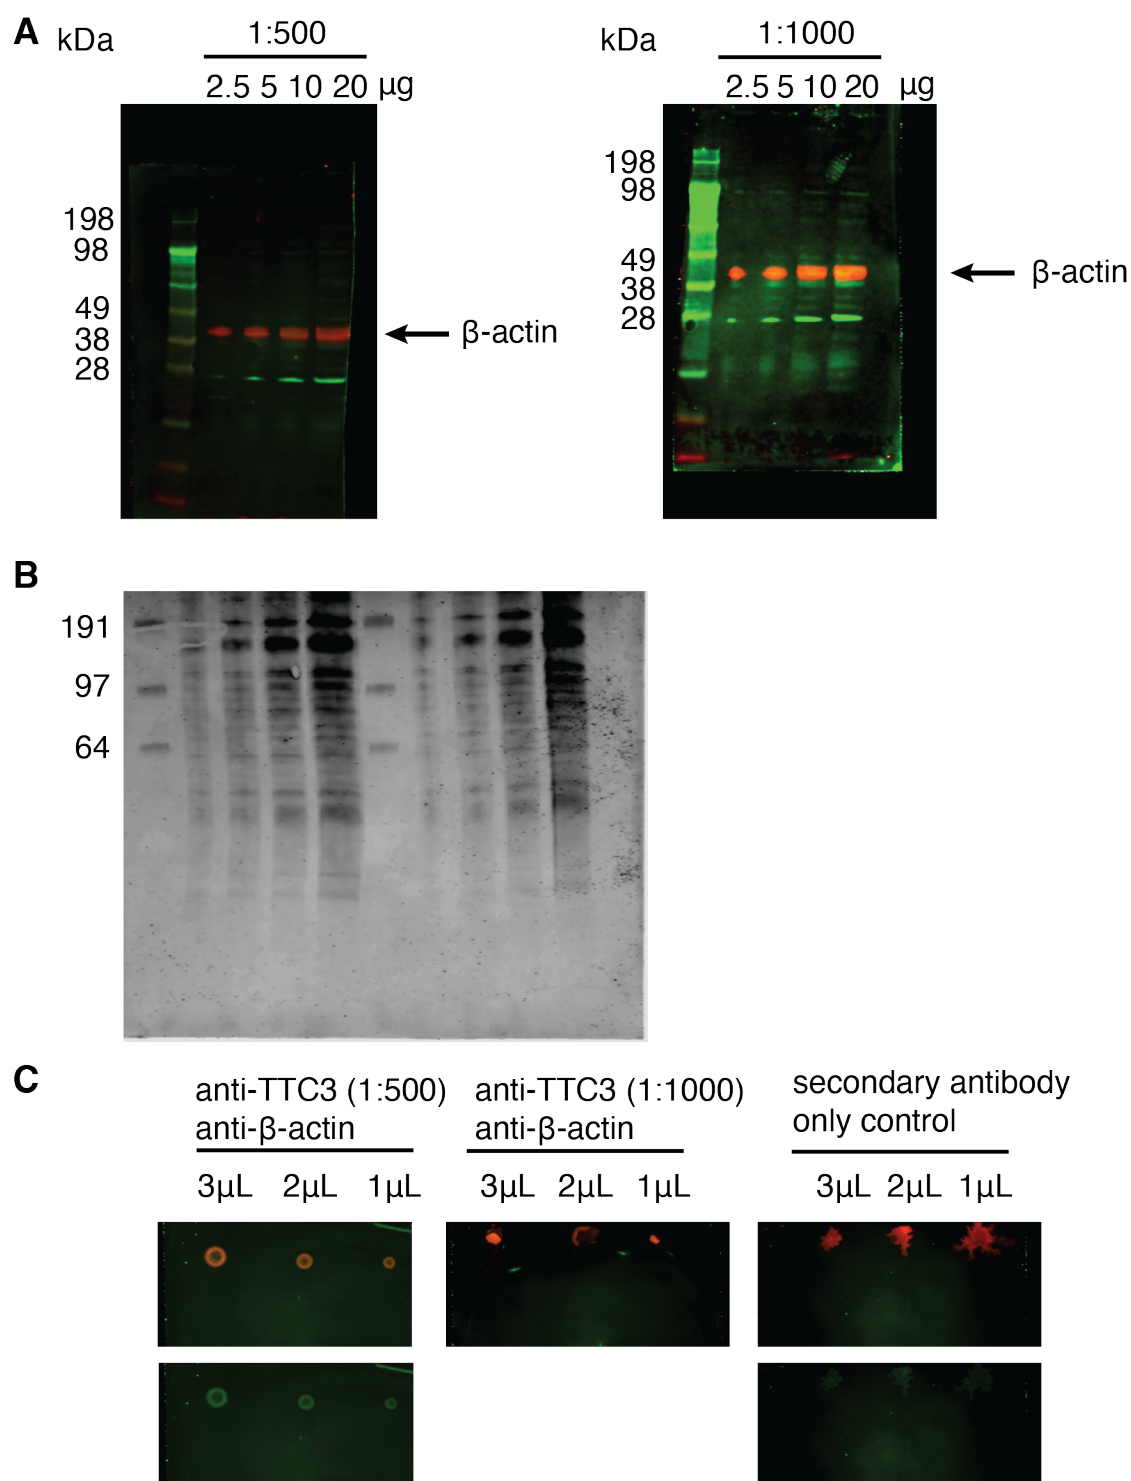 A
kDa
1:500
2.5 5 10 20 µg
198
98
49
38
28
β-actin
kDa
1:1000
2.5 5 10 20 µg
198
98
49
38
28
β-actin
B
191
97
64
C
anti-TTC3 (1:500)
anti-β-actin
3µL 2µL 1µL
anti-TTC3 (1:1000)
anti-β-actin
3µL 2µL 1µL
secondary antibody
only control
3µL 2µL 1µL